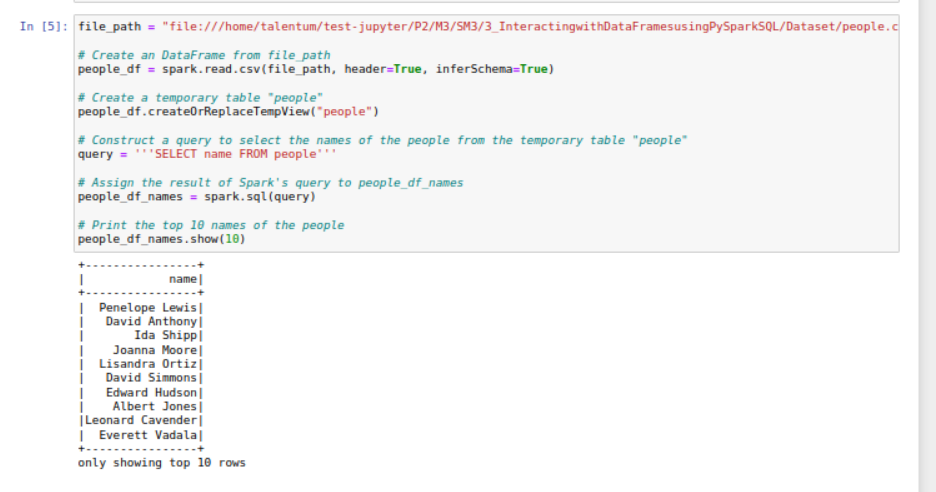 In [5]: file_path = "file:///home/talentum/test-jupyter/P2/M3/SM3/3_InteractingwithDataFramesusingPySparkSQL/Dataset/people.c
# Create an DataFrame from file_path
people_df = spark.read.csv(file_path, header=True, inferSchema=True)
# Create a temporary table "people"
people_df.createOrReplaceTempView("people")
# Construct a query to select the names of the people from the temporary table "people"
query = '''SELECT name FROM people'''
# Assign the result of Spark's query to people_df_names
people_df_names = spark.sql(query)
# Print the top 10 names of the people
people_df_names.show(10)
+----------------+
|            name|
+----------------+
|  Penelope Lewis|
|   David Anthony|
|       Ida Shipp|
|    Joanna Moore|
|  Lisandra Ortiz|
|   David Simmons|
|   Edward Hudson|
|    Albert Jones|
|Leonard Cavender|
|  Everett Vadala|
+----------------+
only showing top 10 rows